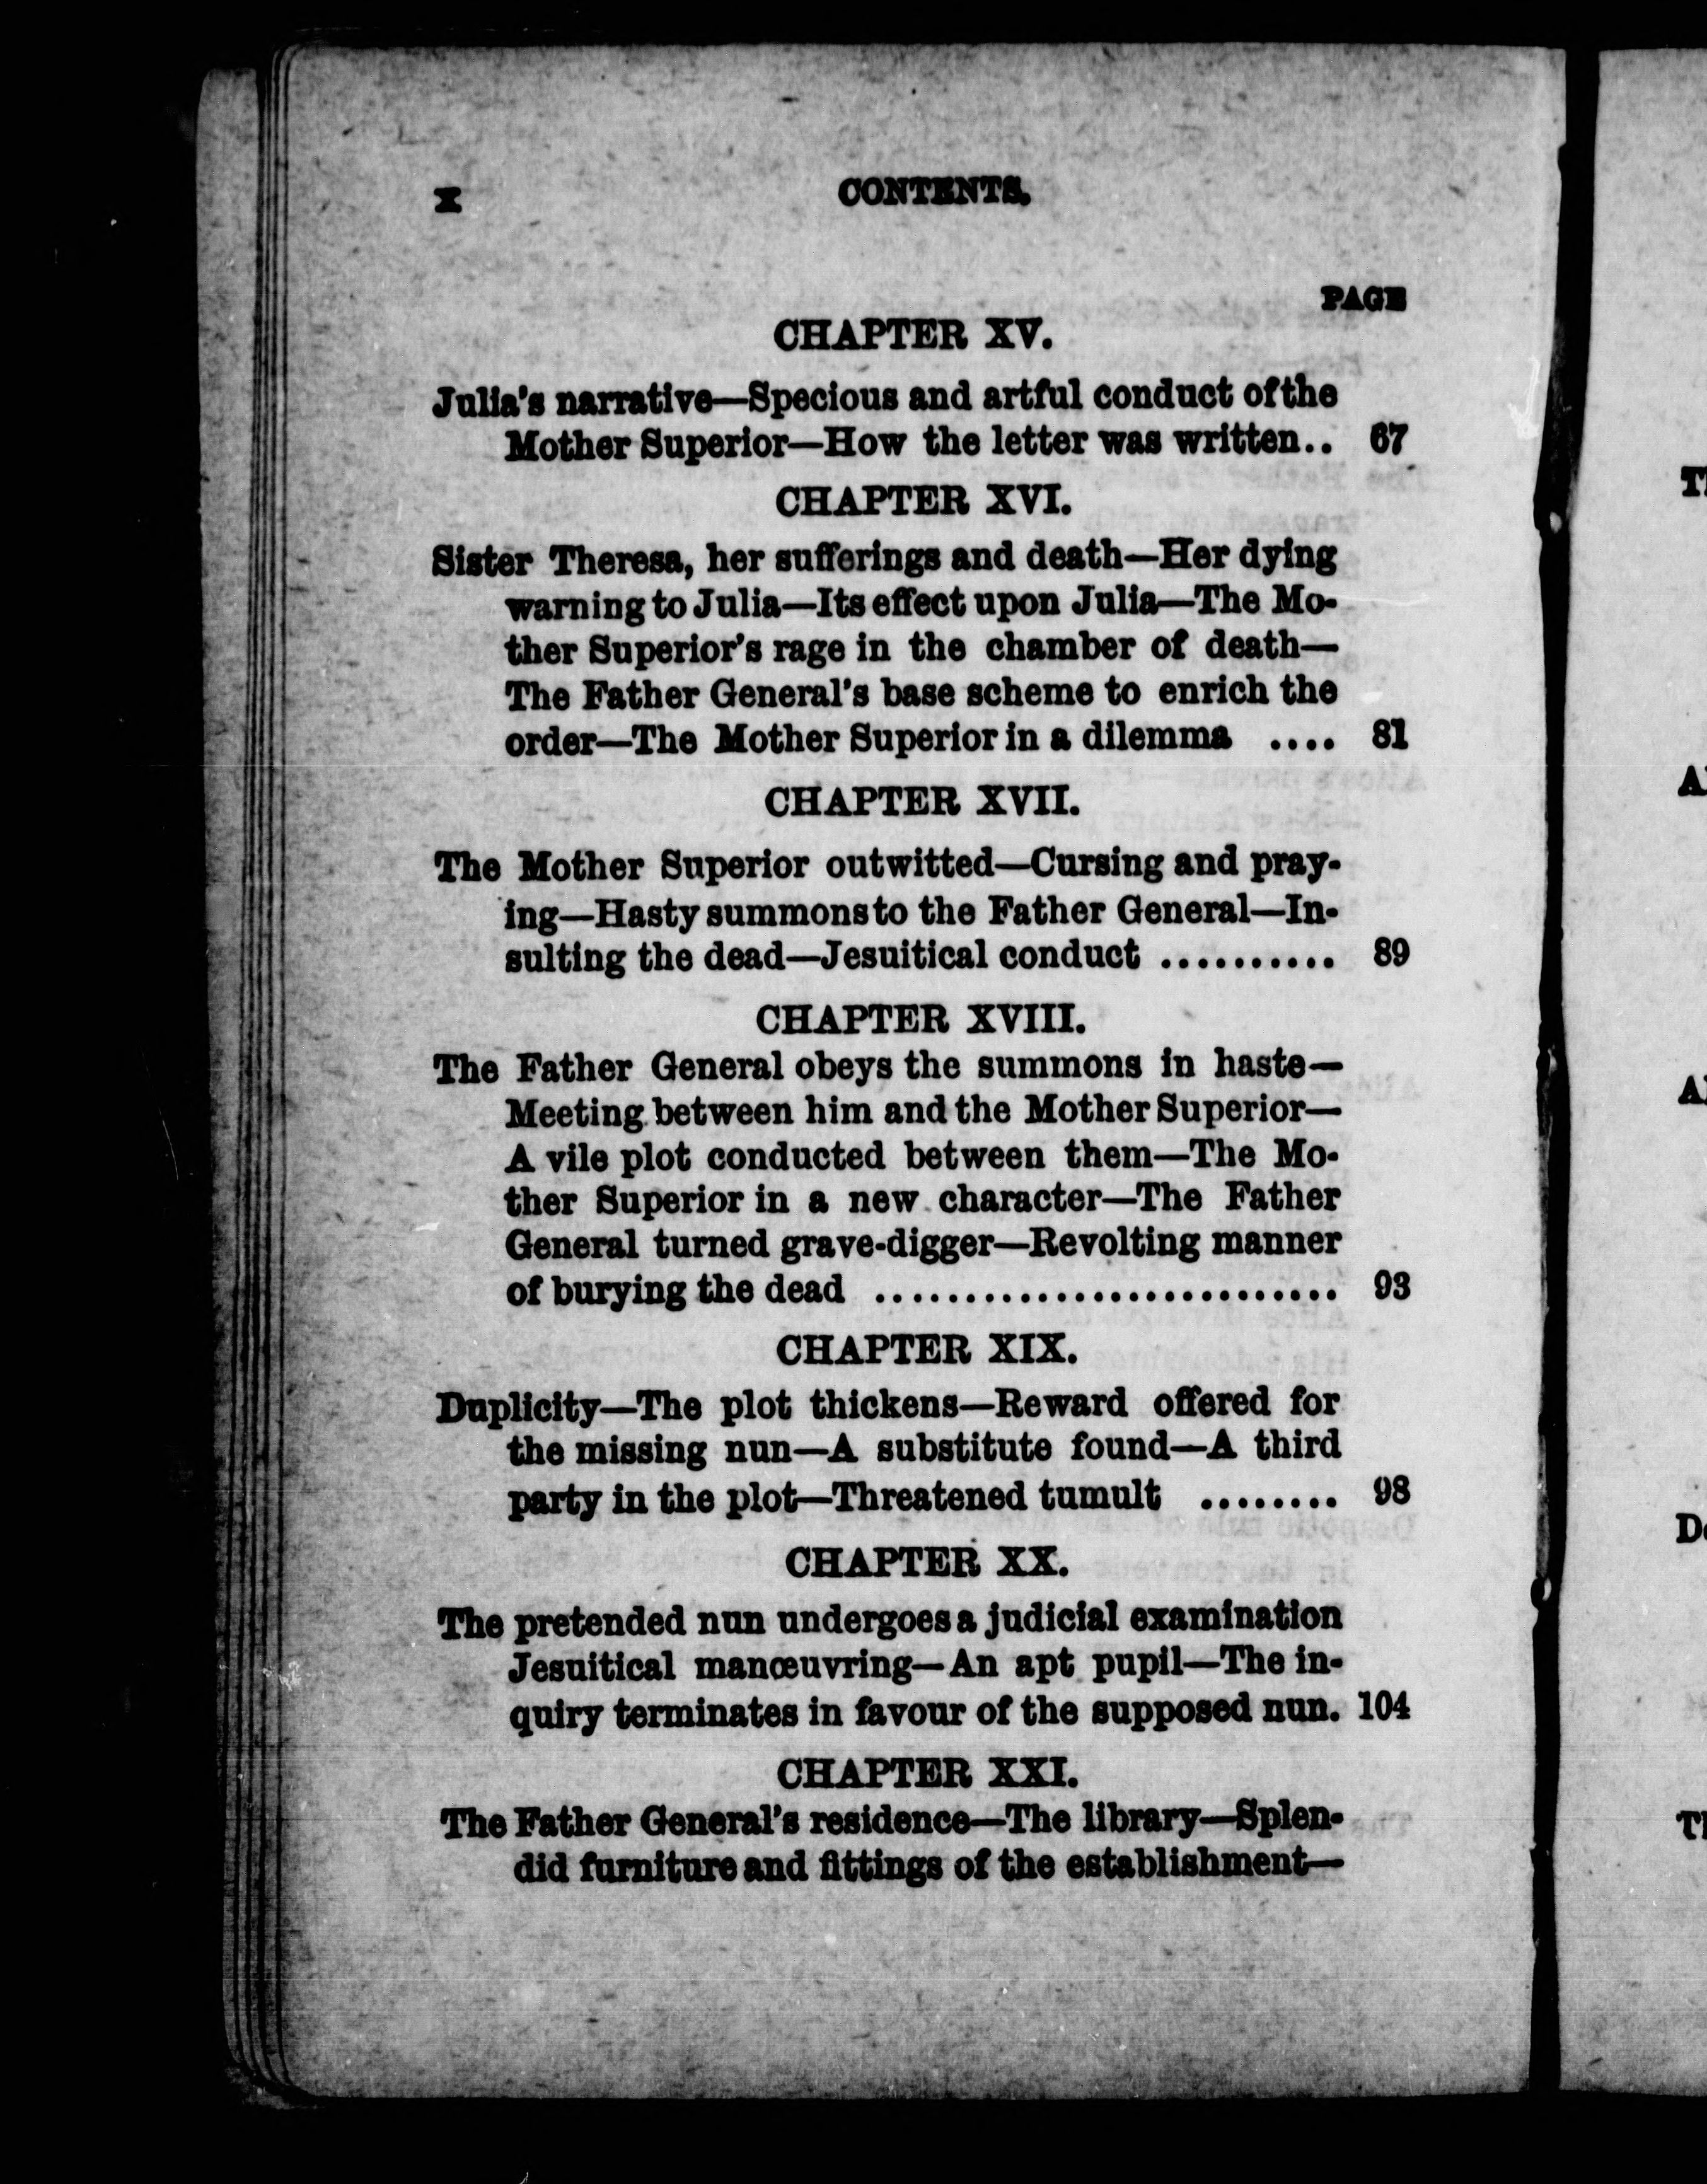 x CONTENTS.
PAGE
CHAPTER XV.
Julia's narrative—Specious and artful conduct of the
Mother Superior—How the letter was written.. 67
CHAPTER XVI.
Sister Theresa, her sufferings and death—Her dying
warning to Julia—Its effect upon Julia—The Mo-
ther Superior's rage in the chamber of death—
The Father General's base scheme to enrich the
order—The Mother Superior in a dilemma .... 81
CHAPTER XVII.
The Mother Superior outwitted—Cursing and pray-
ing—Hasty summons to the Father General—In-
sulting the dead—Jesuitical conduct .......... 89
CHAPTER XVIII.
The Father General obeys the summons in haste—
Meeting between him and the Mother Superior—
A vile plot conducted between them—The Mo-
ther Superior in a new character—The Father
General turned grave-digger—Revolting manner
of burying the dead .......................... 93
CHAPTER XIX.
Duplicity—The plot thickens—Reward offered for
the missing nun—A substitute found—A third
party in the plot—Threatened tumult ........ 98
CHAPTER XX.
The pretended nun undergoes a judicial examination
Jesuitical manœuvring—An apt pupil—The in-
quiry terminates in favour of the supposed nun. 104
CHAPTER XXI.
The Father General's residence—The library—Splen-
did furniture and fittings of the establishment—